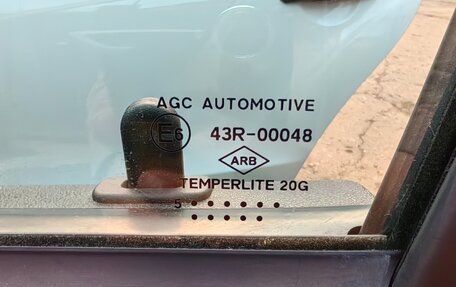 AGC AUTOMOTIVE
E6 43R-00048
ARB
TEMPERLITE 20G
5